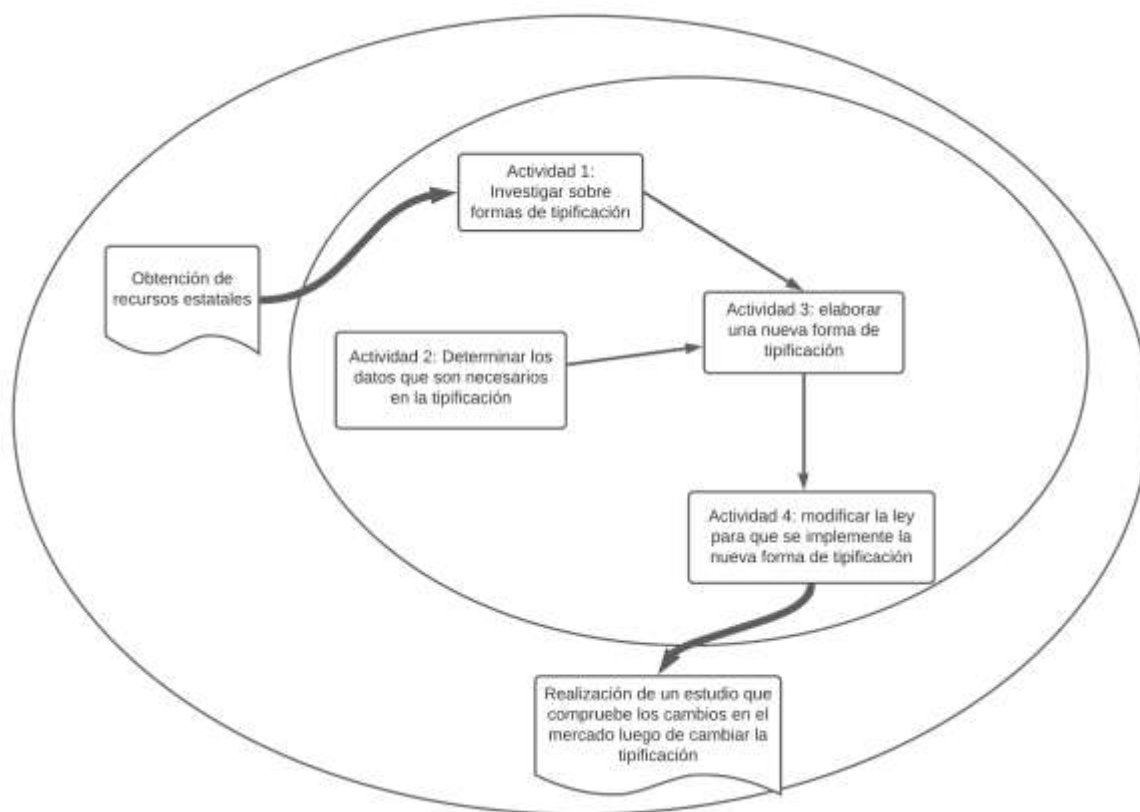 Actividad 1:
Investigar sobre
formas de tipificación
Obtención de
recursos estatales
Actividad 3: elaborar
una nueva forma de
tipificación
Actividad 2: Determinar los
datos que son necesarios
en la tipificación
Actividad 4: modificar la ley
para que se implemente la
nueva forma de tipificación
Realización de un estudio que
compruebe los cambios en el
mercado luego de cambiar la
tipificación